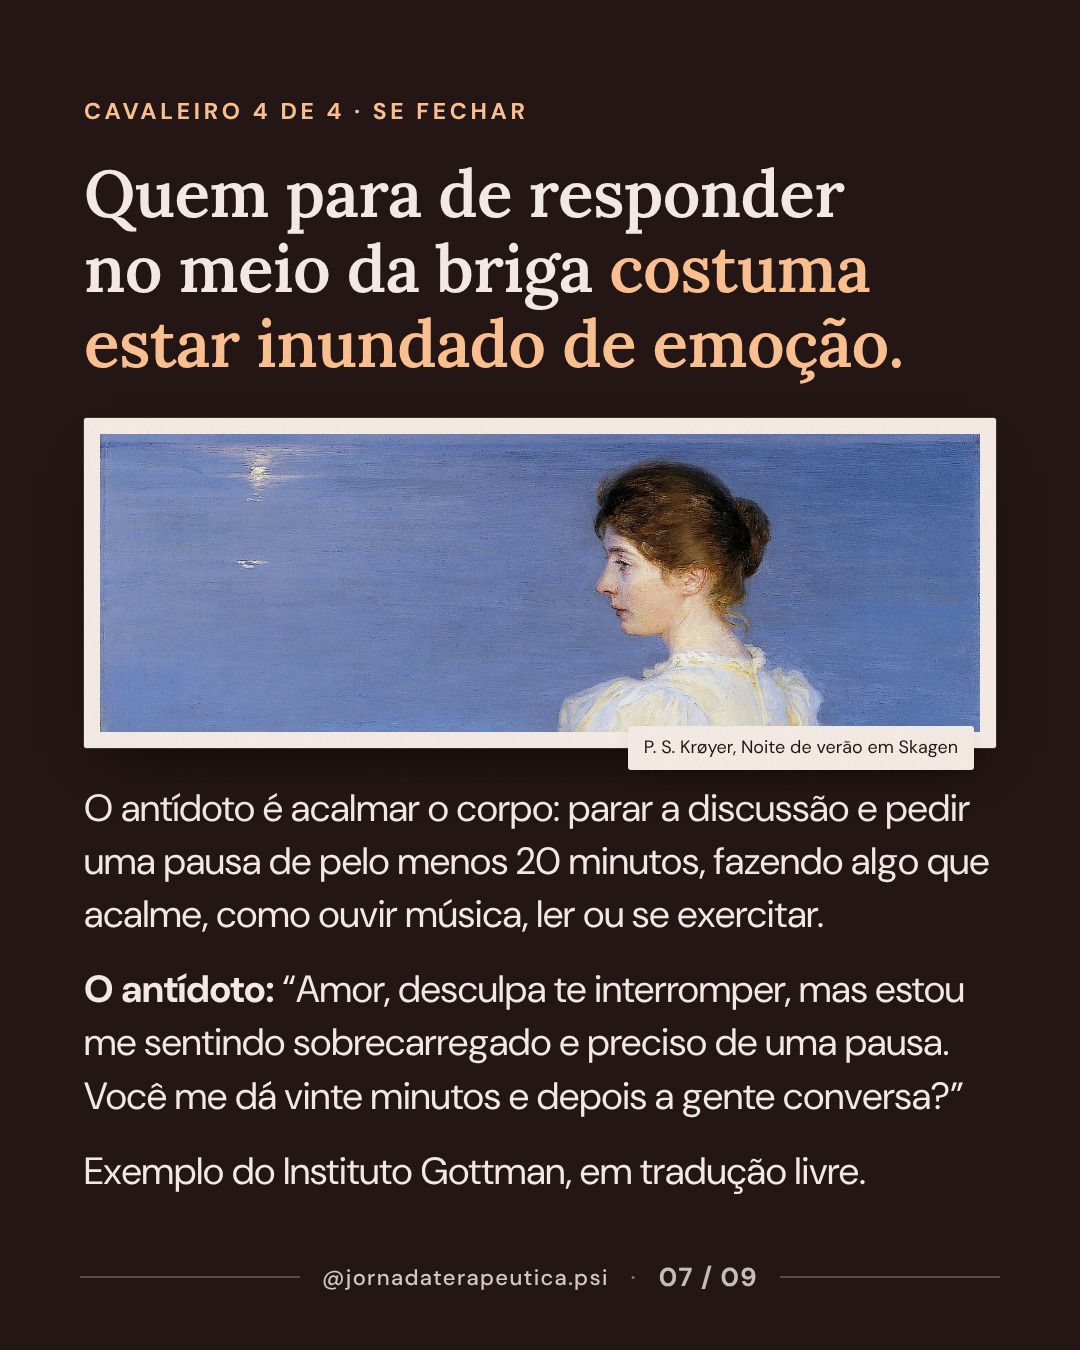 CAVALEIRO 4 DE 4 · SE FECHAR
Quem para de responder
no meio da briga costuma
estar inundado de emoção.
P. S. Krøyer, Noite de verão em Skagen
O antídoto é acalmar o corpo: parar a discussão e pedir
uma pausa de pelo menos 20 minutos, fazendo algo que
acalme, como ouvir música, ler ou se exercitar.
O antídoto: “Amor, desculpa te interromper, mas estou
me sentindo sobrecarregado e preciso de uma pausa.
Você me dá vinte minutos e depois a gente conversa?”
Exemplo do Instituto Gottman, em tradução livre.
@jornadaterapeutica.psi · 07 / 09